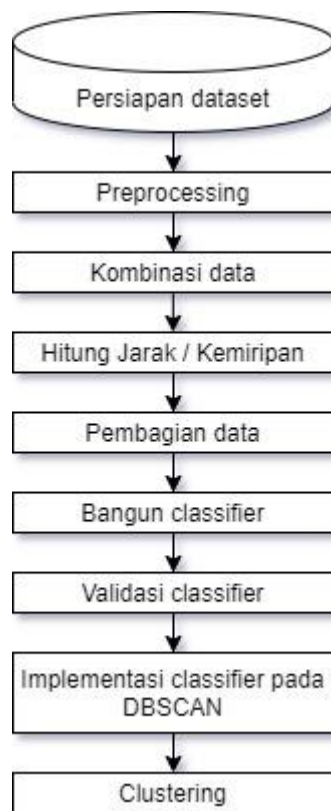 Persiapan dataset
Preprocessing
Kombinasi data
Hitung Jarak / Kemiripan
Pembagian data
Bangun classifier
Validasi classifier
Implementasi classifier pada
DBSCAN
Clustering